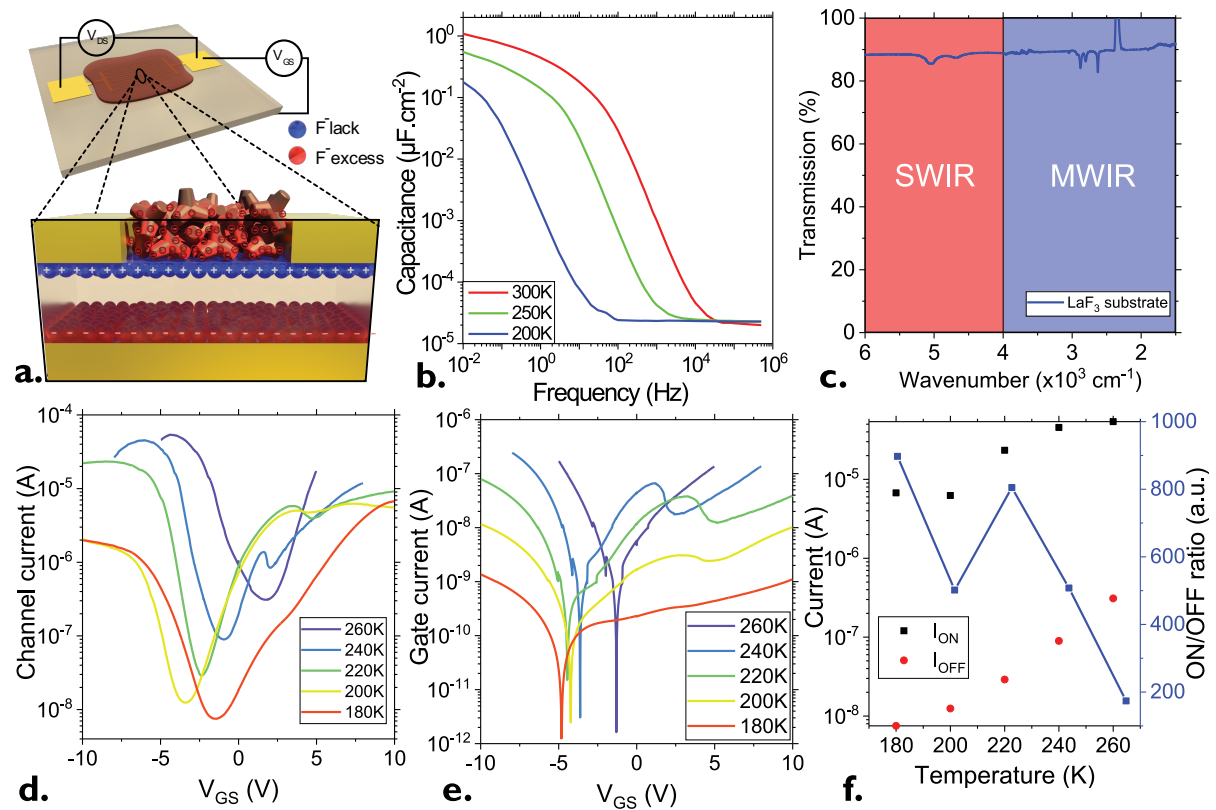 V_DS
V_GS
F⁻lack
F⁻excess
+ + + + + + + + + + + + + + + + + +
a.
10⁰
10⁻¹
10⁻²
10⁻³
10⁻⁴
10⁻⁵
Capacitance (µF.cm⁻²)
300K
250K
200K
10⁻² 10⁰ 10² 10⁴ 10⁶
Frequency (Hz)
b.
100
80
60
40
20
0
Transmission (%)
SWIR
MWIR
LaF₃ substrate
6 5 4 3 2
Wavenumber (x10³ cm⁻¹)
c.
10⁻⁴
10⁻⁵
10⁻⁶
10⁻⁷
10⁻⁸
Channel current (A)
260K
240K
220K
200K
180K
-10 -5 0 5 10
V_GS (V)
d.
10⁻⁶
10⁻⁷
10⁻⁸
10⁻⁹
10⁻¹⁰
10⁻¹¹
10⁻¹²
Gate current (A)
260K
240K
220K
200K
180K
-10 -5 0 5 10
V_GS (V)
e.
10⁻⁵
10⁻⁶
10⁻⁷
10⁻⁸
Current (A)
I_ON
I_OFF
1000
800
600
400
200
ON/OFF ratio (a.u.)
180 200 220 240 260
Temperature (K)
f.